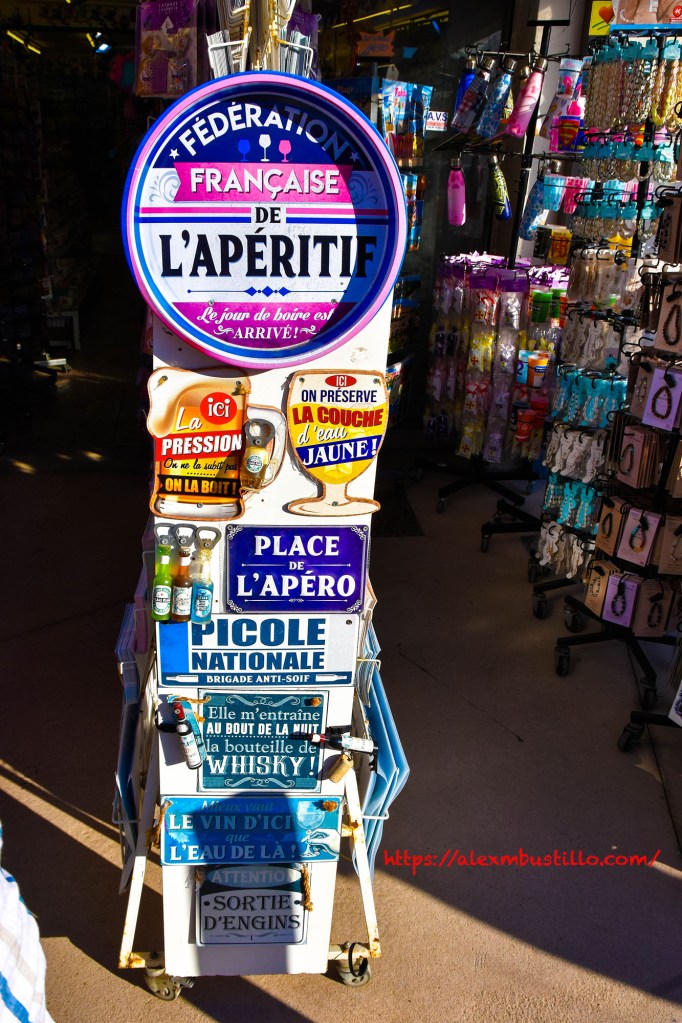 FÉDÉRATION
FRANÇAISE
DE
L'APÉRITIF
Le jour de boire est
ARRIVÉ!
La
ici
PRESSION
On ne la subit pas
ON LA BOIT!
ICI
ON PRÉSERVE
LA COUCHE
d'eau
JAUNE!
PLACE
DE
L'APÉRO
PICOLE
NATIONALE
BRIGADE ANTI-SOIF
Elle m'entraîne
AU BOUT DE LA NUIT
la bouteille de
WHISKY!
Mieux vaut
LE VIN D'ICI
que
L'EAU DE LÀ!
ATTENTION
SORTIE
D'ENGINS
A.V.S
https://alexmbustillo.com/